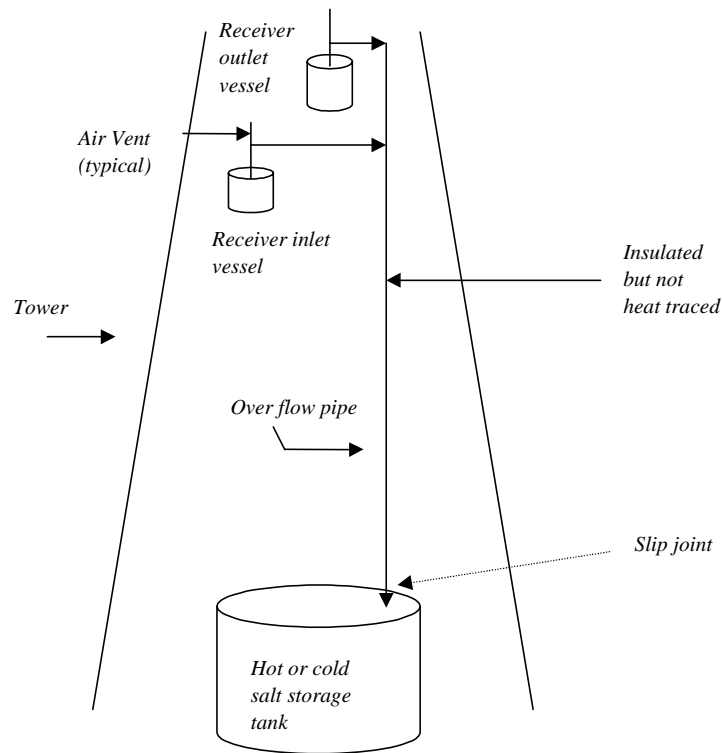 Receiver
outlet
vessel
Air Vent
(typical)
Receiver inlet
vessel
Insulated
but not
heat traced
Tower
Over flow pipe
Slip joint
Hot or cold
salt storage
tank